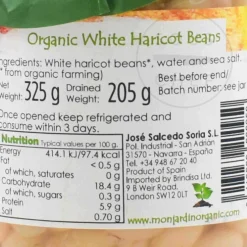 Organic White Haricot Beans
Ingredients: White haricot beans*, water and sea salt.
* from organic farming)
Net Weight: 325 g Drained Weight: 205 g
Best before end/
Batch number: see jar
Once opened keep refrigerated and
consume within 3 days.
Nutrition Typical values per 100 g.
Energy 414.1 kJ/97.4 kcal
Fat < 0.5 g
of which, saturates 0 g
Carbohydrate 18.4 g
of which, sugars 0.3 g
Protein 5.9 g
Salt 0.70 g
José Salcedo Soria S.L.
Pol. Industrial - San Adrian
31570 - Navarra - España
Tel. +34 948 67 20 40
Product of Spain
Imported by Brindisa Ltd.
9 B Weir Road,
London SW12 0LT
www.monjardinorganic.com